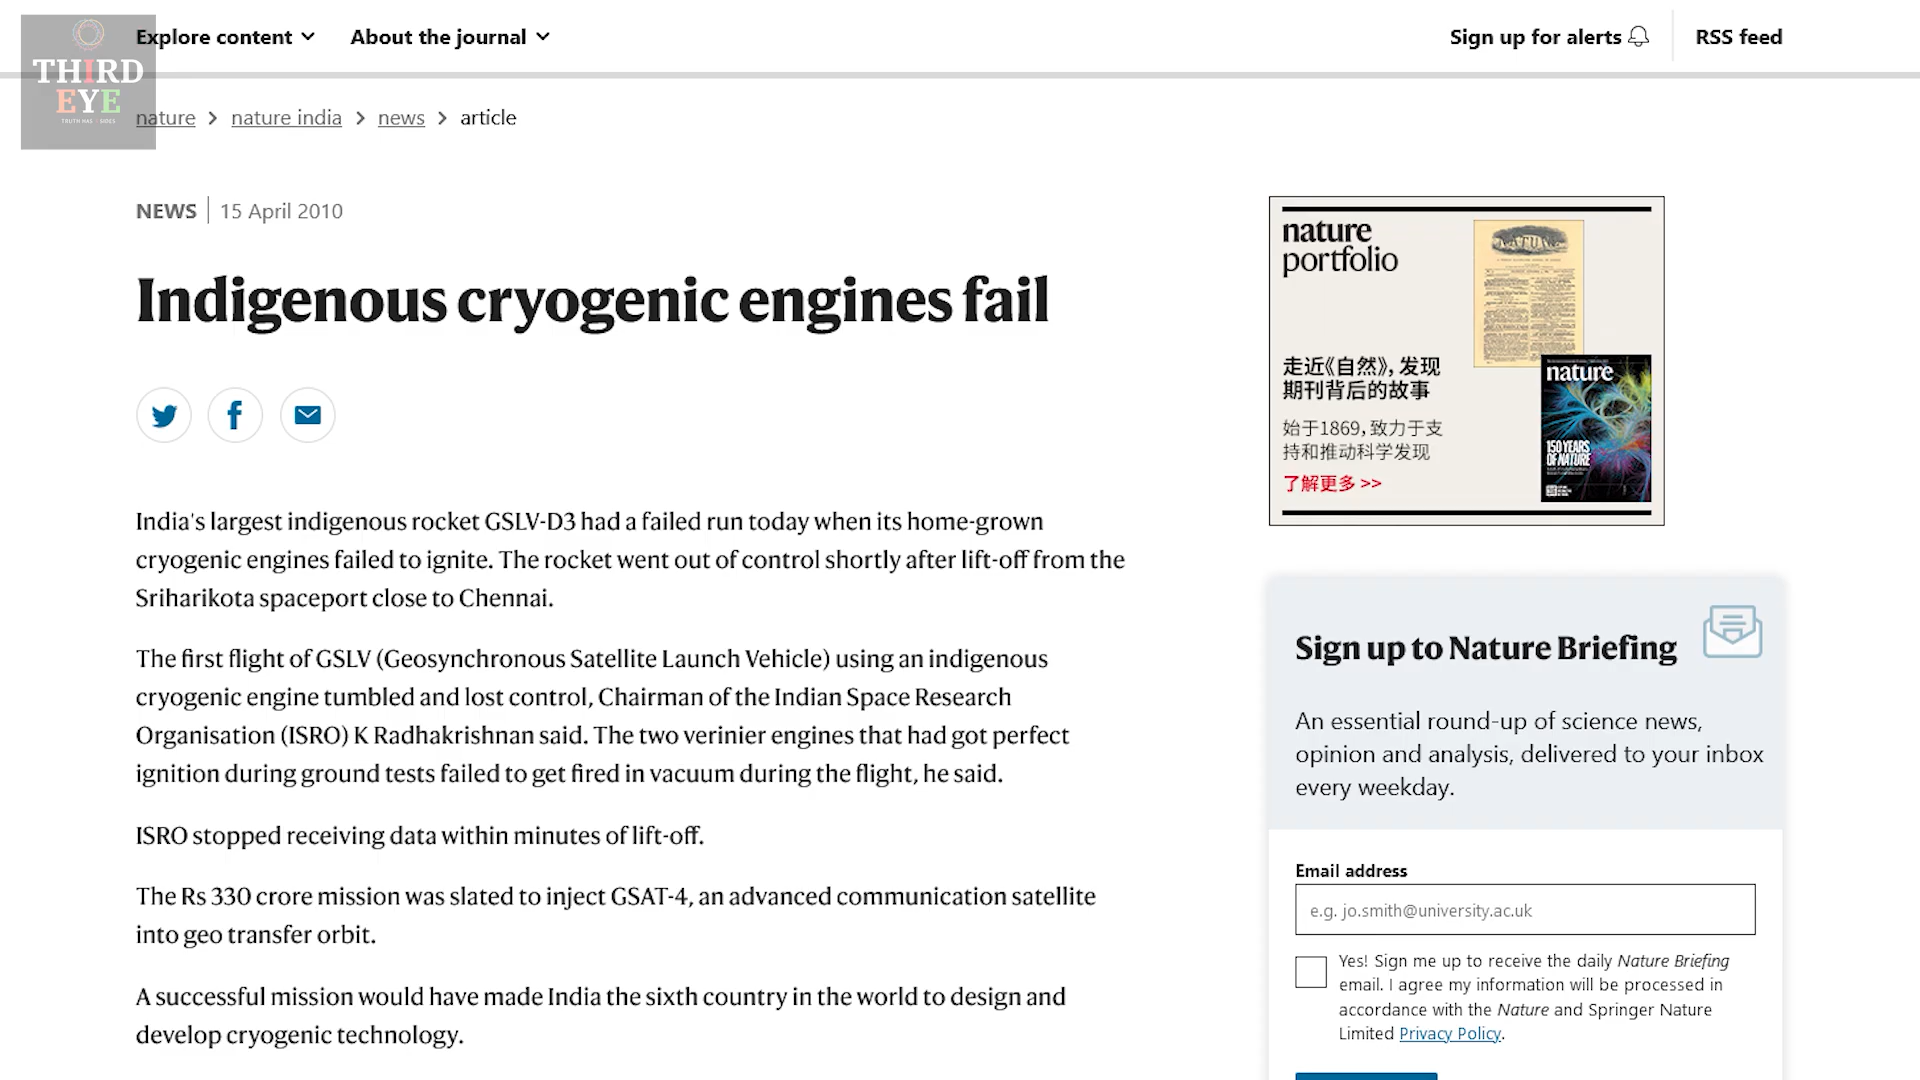 Explore content
About the journal
Sign up for alerts
RSS feed
THIRD
EYE
nature > nature india > news > article
NEWS | 15 April 2010
Indigenous cryogenic engines fail
India's largest indigenous rocket GSLV-D3 had a failed run today when its home-grown
cryogenic engines failed to ignite. The rocket went out of control shortly after lift-off from the
Sriharikota spaceport close to Chennai.
The first flight of GSLV (Geosynchronous Satellite Launch Vehicle) using an indigenous
cryogenic engine tumbled and lost control, Chairman of the Indian Space Research
Organisation (ISRO) K Radhakrishnan said. The two verinier engines that had got perfect
ignition during ground tests failed to get fired in vacuum during the flight, he said.
ISRO stopped receiving data within minutes of lift-off.
The Rs 330 crore mission was slated to inject GSAT-4, an advanced communication satellite
into geo transfer orbit.
A successful mission would have made India the sixth country in the world to design and
develop cryogenic technology.
nature
portfolio
走近《自然》，发现
期刊背后的故事
始于1869，致力于支
持和推动科学发现
了解更多 >>
nature
150 YEARS
OF NATURE
Sign up to Nature Briefing
An essential round-up of science news,
opinion and analysis, delivered to your inbox
every weekday.
Email address
e.g. jo.smith@university.ac.uk
Yes! Sign me up to receive the daily Nature Briefing
email. I agree my information will be processed in
accordance with the Nature and Springer Nature
Limited Privacy Policy.